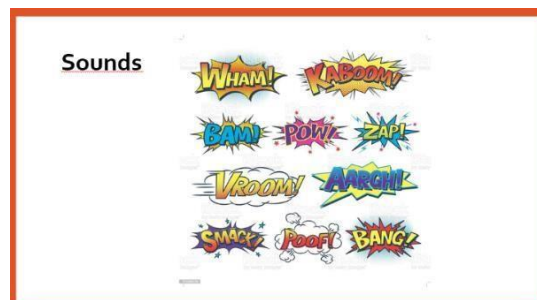 Sounds
WHAM! KABOOM!
BAM! POW! ZAP!
VROOM! AARGH!
SMACK! POOF! BANG!